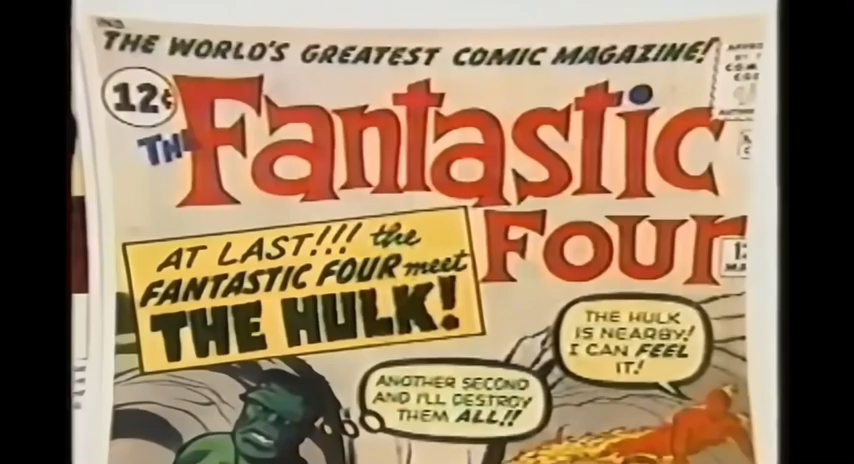 IND.
THE WORLD'S GREATEST COMIC MAGAZINE!
12¢
THE
Fantastic
Four
AT LAST!!! the
FANTASTIC FOUR meet
THE HULK!
THE HULK
IS NEARBY!
I CAN FEEL
IT!
ANOTHER SECOND
AND I'LL DESTROY
THEM ALL!!